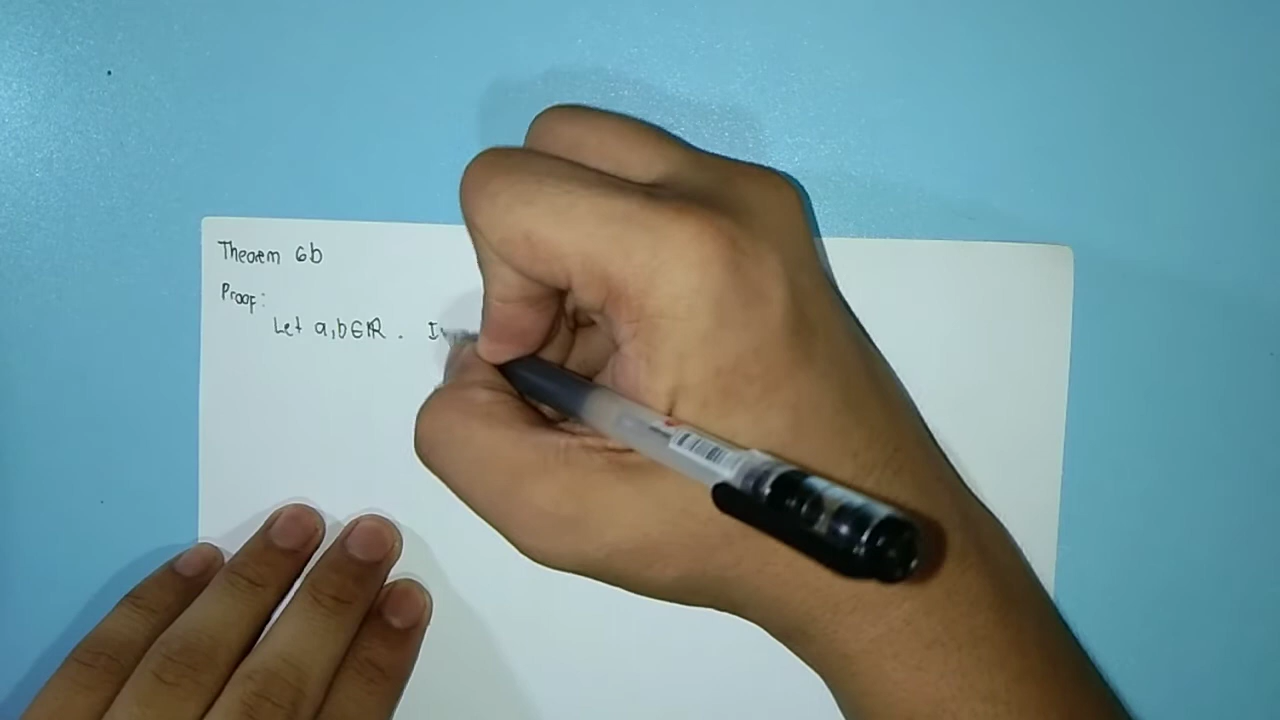 Theorem 6b
Proof:
Let a,b∈ℝ.